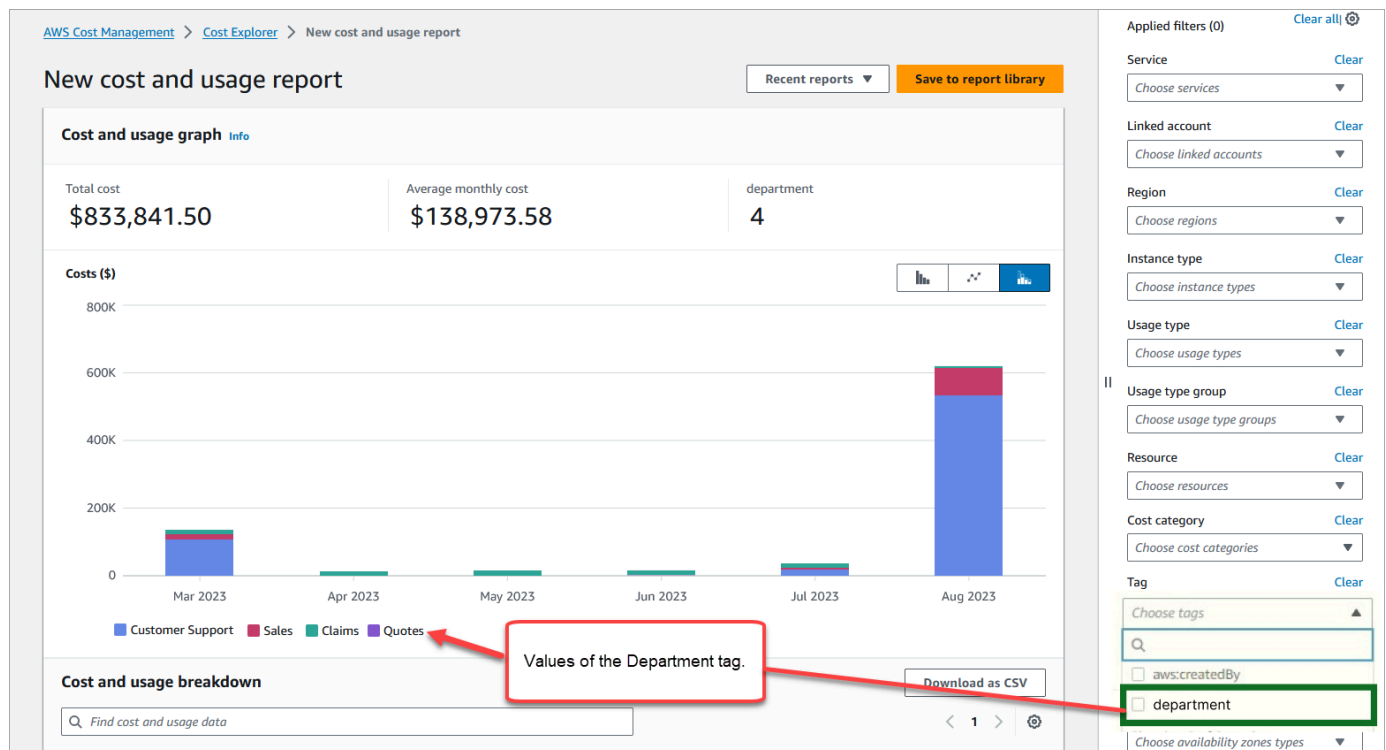 AWS Cost Management > Cost Explorer > New cost and usage report
New cost and usage report
Recent reports
Save to report library
Cost and usage graph Info
Total cost
$833,841.50
Average monthly cost
$138,973.58
department
4
Costs ($)
800K
600K
400K
200K
0
Mar 2023 Apr 2023 May 2023 Jun 2023 Jul 2023 Aug 2023
Customer Support Sales Claims Quotes
Values of the Department tag.
Cost and usage breakdown
Download as CSV
Find cost and usage data
< 1 >
Applied filters (0) Clear all|
Service Clear
Choose services
Linked account Clear
Choose linked accounts
Region Clear
Choose regions
Instance type Clear
Choose instance types
Usage type Clear
Choose usage types
Usage type group Clear
Choose usage type groups
Resource Clear
Choose resources
Cost category Clear
Choose cost categories
Tag Clear
Choose tags
aws:createdBy
department
Choose availability zones types